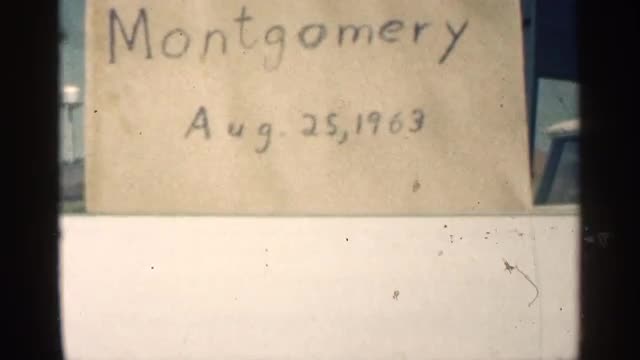 Montgomery
Aug. 25, 1963